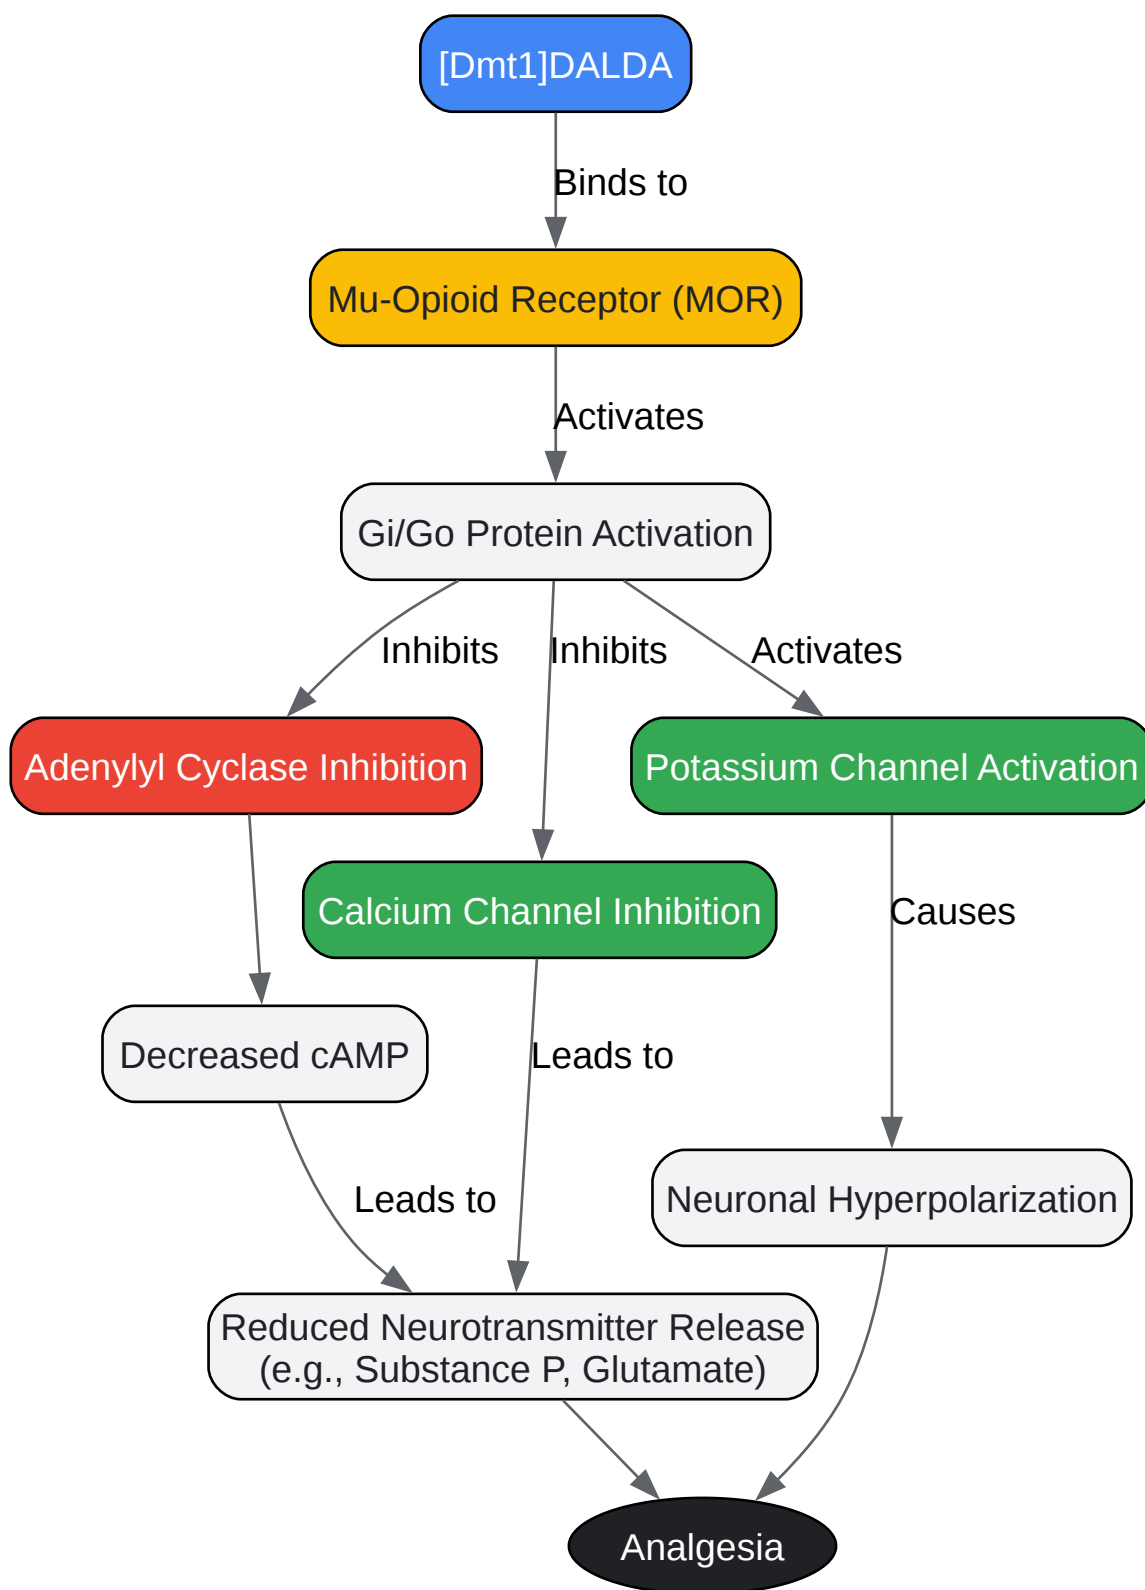 [Dmt1]DALDA
Binds to
Mu-Opioid Receptor (MOR)
Activates
Gi/Go Protein Activation
Inhibits
Inhibits
Activates
Adenylyl Cyclase Inhibition
Potassium Channel Activation
Calcium Channel Inhibition
Causes
Decreased cAMP
Leads to
Leads to
Neuronal Hyperpolarization
Reduced Neurotransmitter Release
(e.g., Substance P, Glutamate)
Analgesia